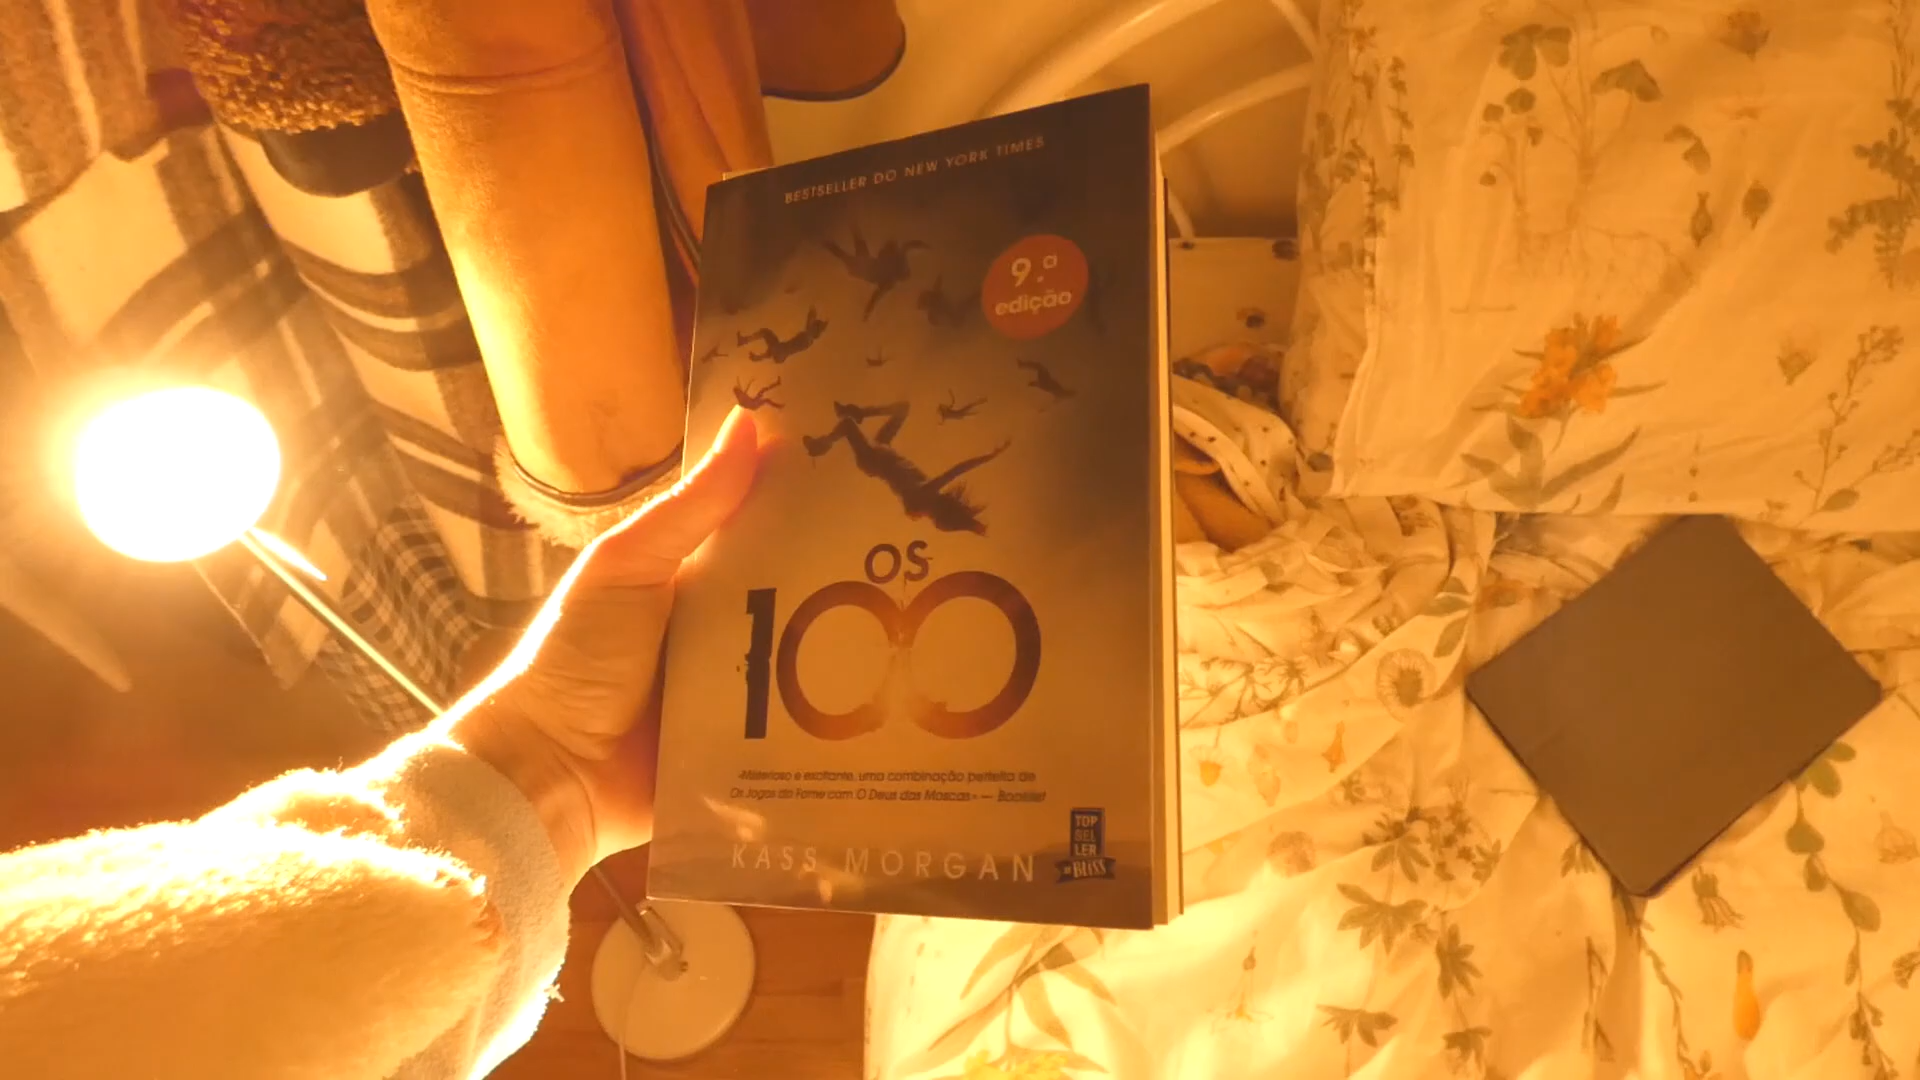 BESTSELLER DO NEW YORK TIMES
9.ª
edição
OS
100
«Misterioso e excitante, uma combinação perfeita de
Os Jogos da Fome com O Deus das Moscas» — Booklist
KASS MORGAN
TOP
SEL
LER
BLISS